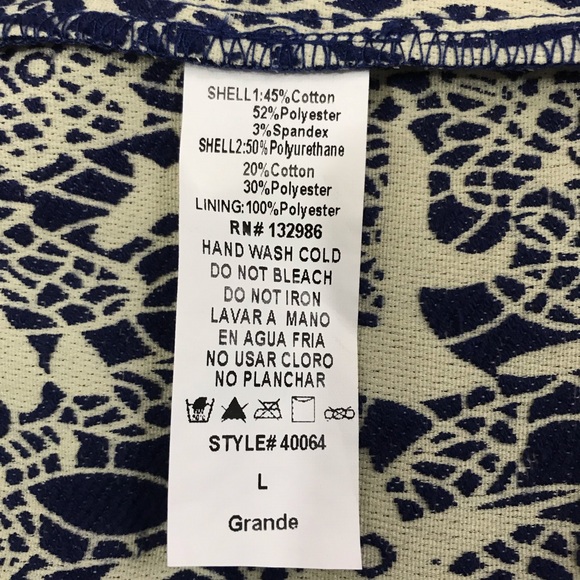 SHELL1:45%Cotton
52%Polyester
3%Spandex
SHELL2:50%Polyurethane
20%Cotton
30%Polyester
LINING:100%Polyester
RN# 132986
HAND WASH COLD
DO NOT BLEACH
DO NOT IRON
LAVAR A MANO
EN AGUA FRIA
NO USAR CLORO
NO PLANCHAR
STYLE# 40064
L
Grande